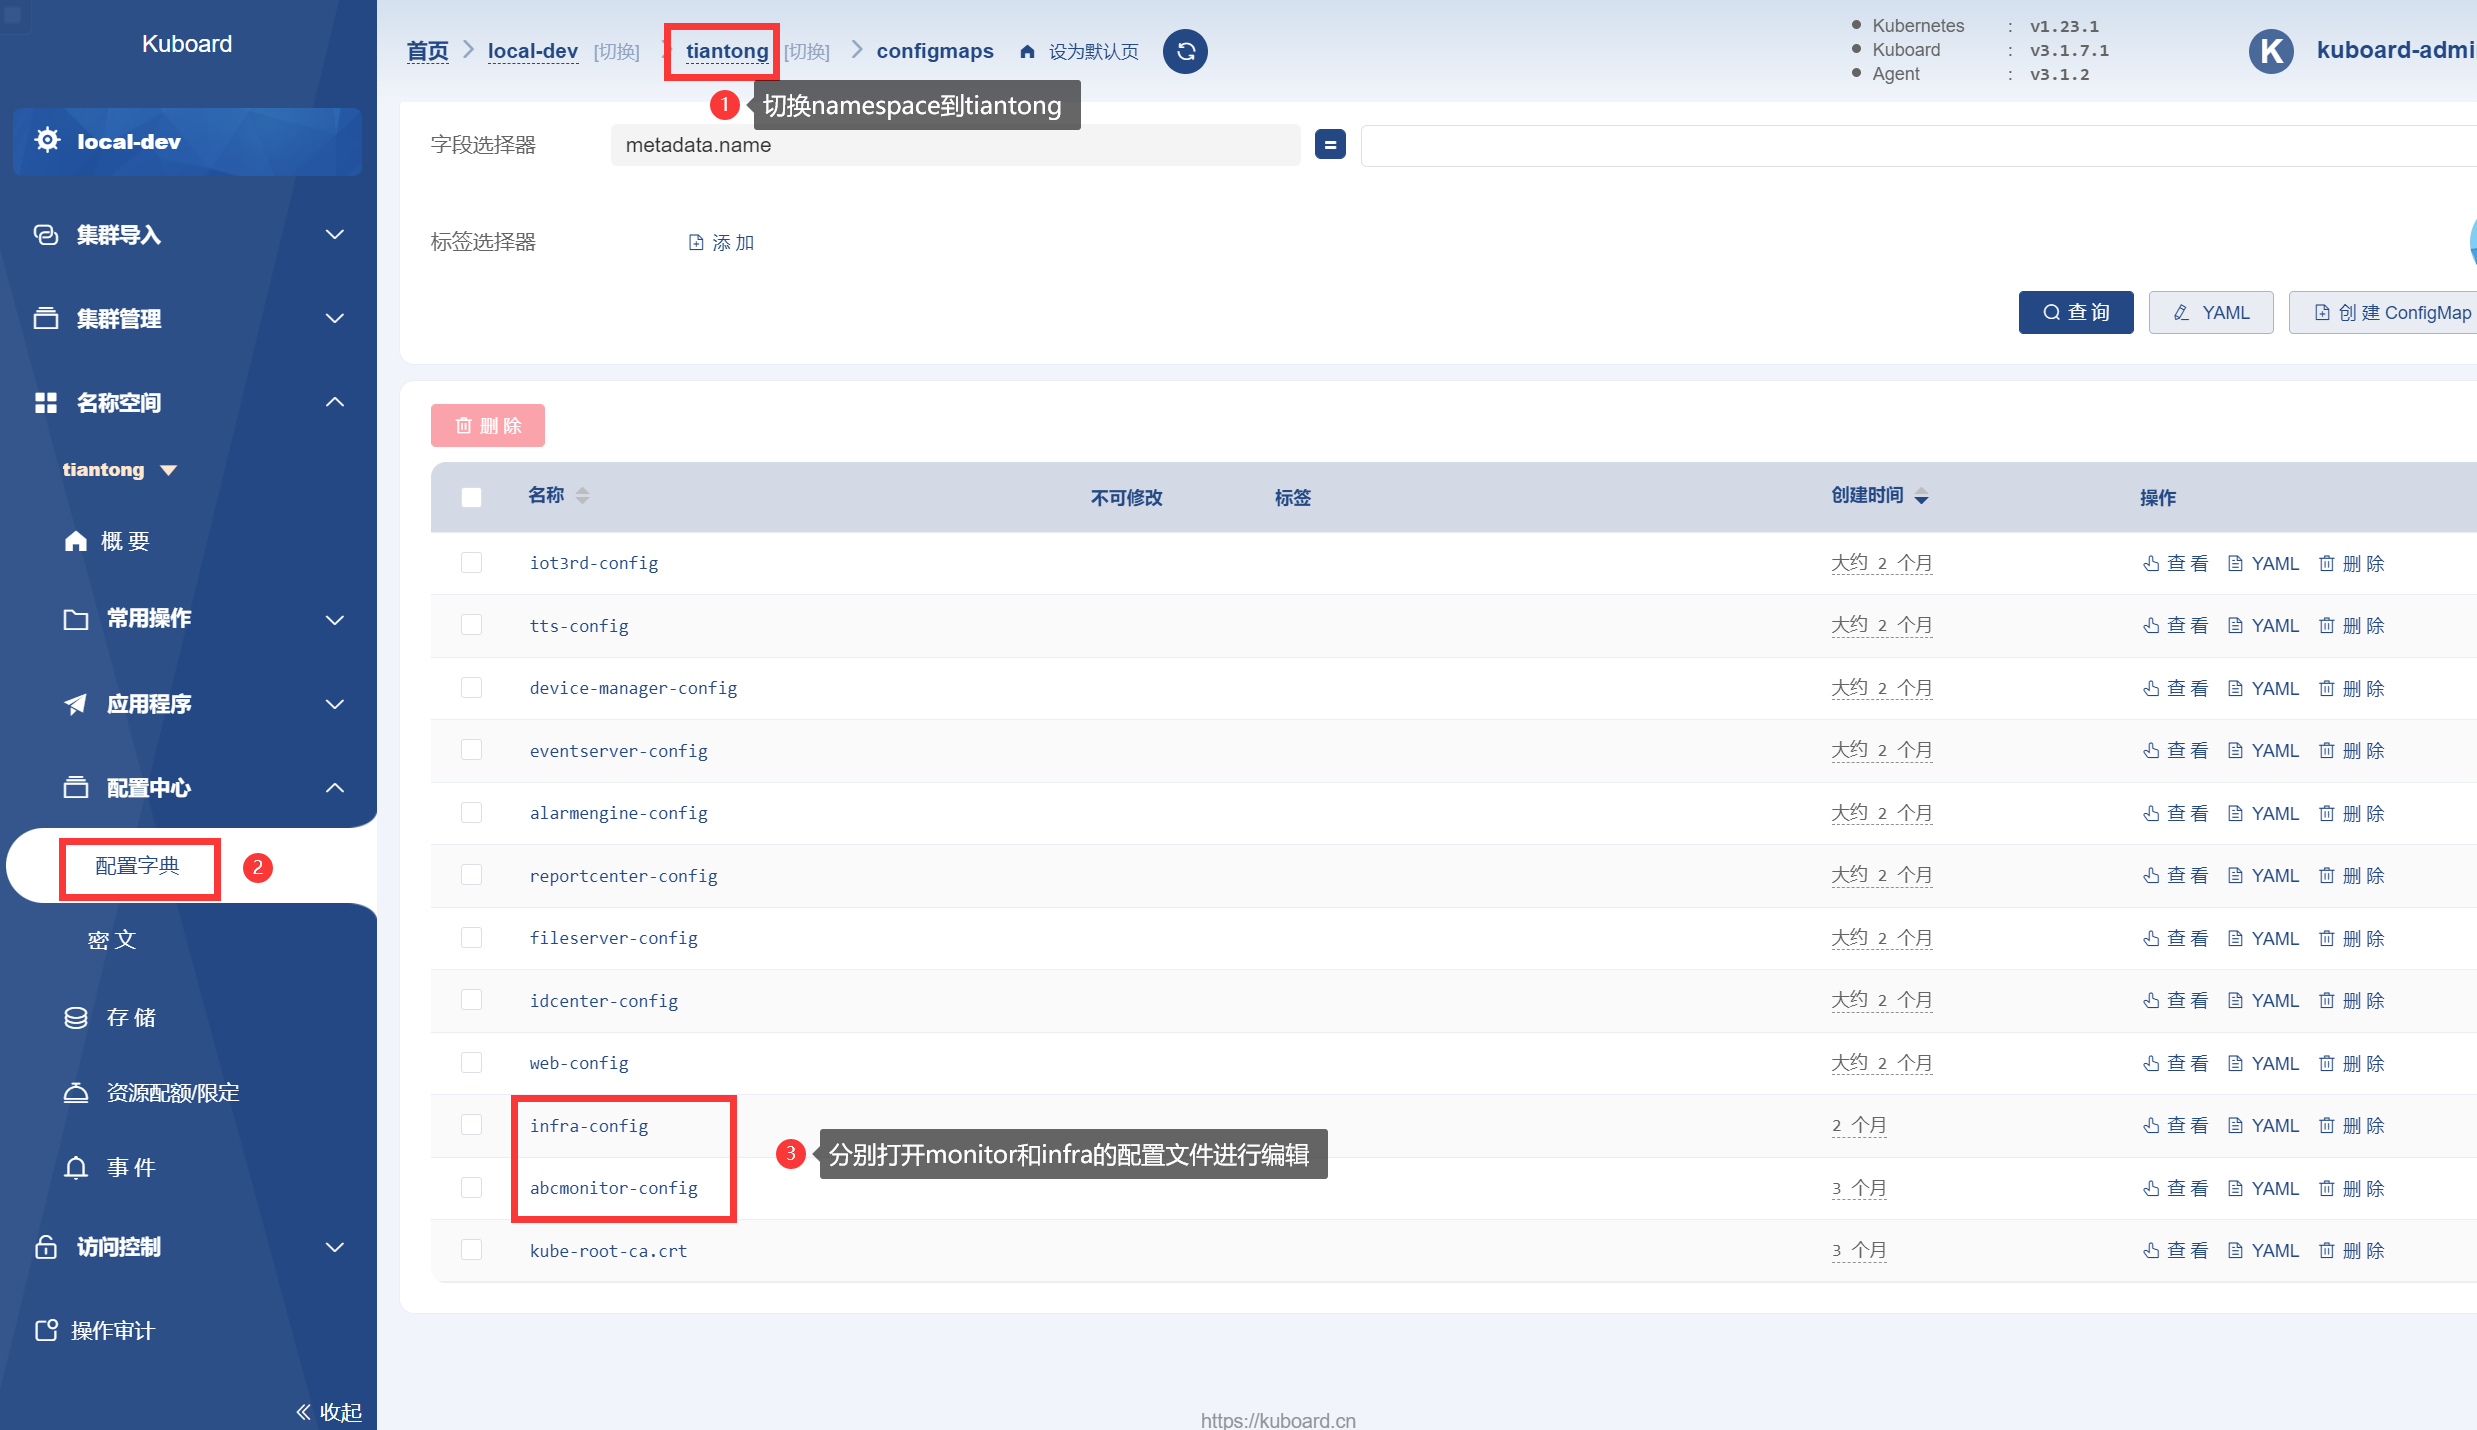 Kuboard
local-dev
集群导入
集群管理
名称空间
tiantong
概 要
常用操作
应用程序
配置中心
配置字典
2
密 文
存 储
资源配额/限定
事 件
访问控制
操作审计
收起
首页 local-dev [切换] tiantong [切换] configmaps 设为默认页
Kubernetes : v1.23.1
Kuboard : v3.1.7.1
Agent : v3.1.2
K kuboard-admi
1 切换namespace到tiantong
字段选择器 metadata.name =
标签选择器 添 加
查 询 YAML 创 建 ConfigMap
删 除
名称 不可修改 标签 创建时间 操作
iot3rd-config 大约 2 个月 查 看 YAML 删 除
tts-config 大约 2 个月 查 看 YAML 删 除
device-manager-config 大约 2 个月 查 看 YAML 删 除
eventserver-config 大约 2 个月 查 看 YAML 删 除
alarmengine-config 大约 2 个月 查 看 YAML 删 除
reportcenter-config 大约 2 个月 查 看 YAML 删 除
fileserver-config 大约 2 个月 查 看 YAML 删 除
idcenter-config 大约 2 个月 查 看 YAML 删 除
web-config 大约 2 个月 查 看 YAML 删 除
infra-config 2 个月 查 看 YAML 删 除
3 分别打开monitor和infra的配置文件进行编辑
abcmonitor-config 3 个月 查 看 YAML 删 除
kube-root-ca.crt 3 个月 查 看 YAML 删 除
https://kuboard.cn